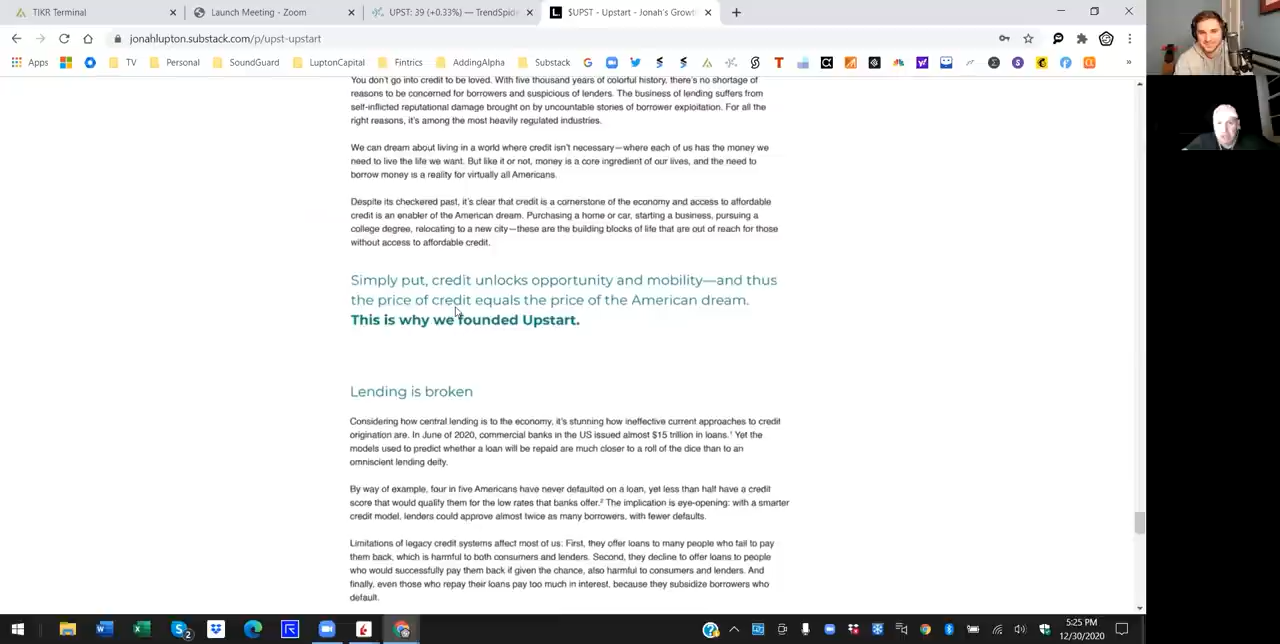 TIKR Terminal
Launch Meeting - Zoom
UPST: 39 (+0.33%) — TrendSpide
$UPST - Upstart - Jonah's Growt
jonahlupton.substack.com/p/upst-upstart
Apps
TV
Personal
SoundGuard
LuptonCapital
Fintrics
AddingAlpha
Substack
You don't go into credit to be loved. With five thousand years of colorful history, there's no shortage of
reasons to be concerned for borrowers and suspicious of lenders. The business of lending suffers from
self-inflicted reputational damage brought on by uncountable stories of borrower exploitation. For all the
right reasons, it's among the most heavily regulated industries.
We can dream about living in a world where credit isn't necessary—where each of us has the money we
need to live the life we want. But like it or not, money is a core ingredient of our lives, and the need to
borrow money is a reality for virtually all Americans.
Despite its checkered past, it's clear that credit is a cornerstone of the economy and access to affordable
credit is an enabler of the American dream. Purchasing a home or car, starting a business, pursuing a
college degree, relocating to a new city—these are the building blocks of life that are out of reach for those
without access to affordable credit.
Simply put, credit unlocks opportunity and mobility—and thus
the price of credit equals the price of the American dream.
This is why we founded Upstart.
Lending is broken
Considering how central lending is to the economy, it's stunning how ineffective current approaches to credit
origination are. In June of 2020, commercial banks in the US issued almost $15 trillion in loans.¹ Yet the
models used to predict whether a loan will be repaid are much closer to a roll of the dice than to an
omniscient lending deity.
By way of example, four in five Americans have never defaulted on a loan, yet less than half have a credit
score that would qualify them for the low rates that banks offer.² The implication is eye-opening: with a smarter
credit model, lenders could approve almost twice as many borrowers, with fewer defaults.
Limitations of legacy credit systems affect most of us: First, they offer loans to many people who fail to pay
them back, which is harmful to both consumers and lenders. Second, they decline to offer loans to people
who would successfully pay them back if given the chance, also harmful to consumers and lenders. And
finally, even those who repay their loans pay too much in interest, because they subsidize borrowers who
default.
5:25 PM
12/30/2020